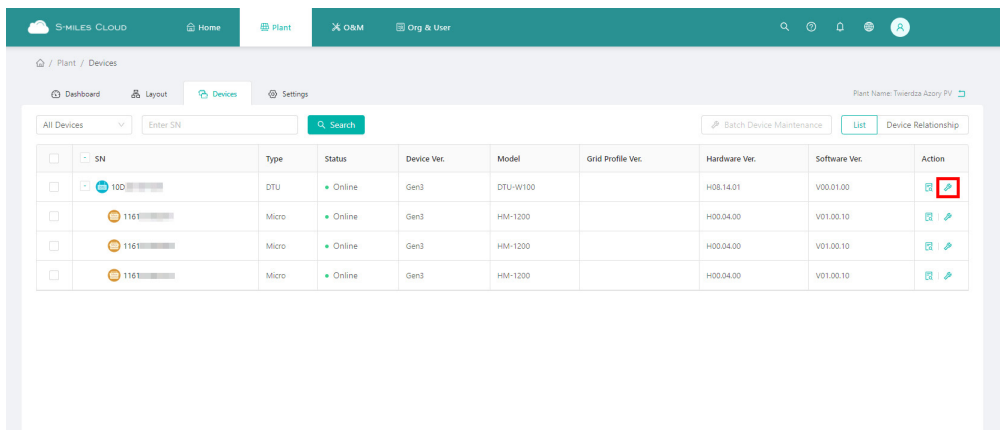 S-MILES CLOUD Home Plant O&M Org & User
/ Plant / Devices
Dashboard Layout Devices Settings Plant Name: Twierdza Azory PV
All Devices Enter SN Search Batch Device Maintenance List Device Relationship
SN Type Status Device Ver. Model Grid Profile Ver. Hardware Ver. Software Ver. Action
10D DTU Online Gen3 DTU-W100 H08.14.01 V00.01.00
1161 Micro Online Gen3 HM-1200 H00.04.00 V01.00.10
1161 Micro Online Gen3 HM-1200 H00.04.00 V01.00.10
1161 Micro Online Gen3 HM-1200 H00.04.00 V01.00.10